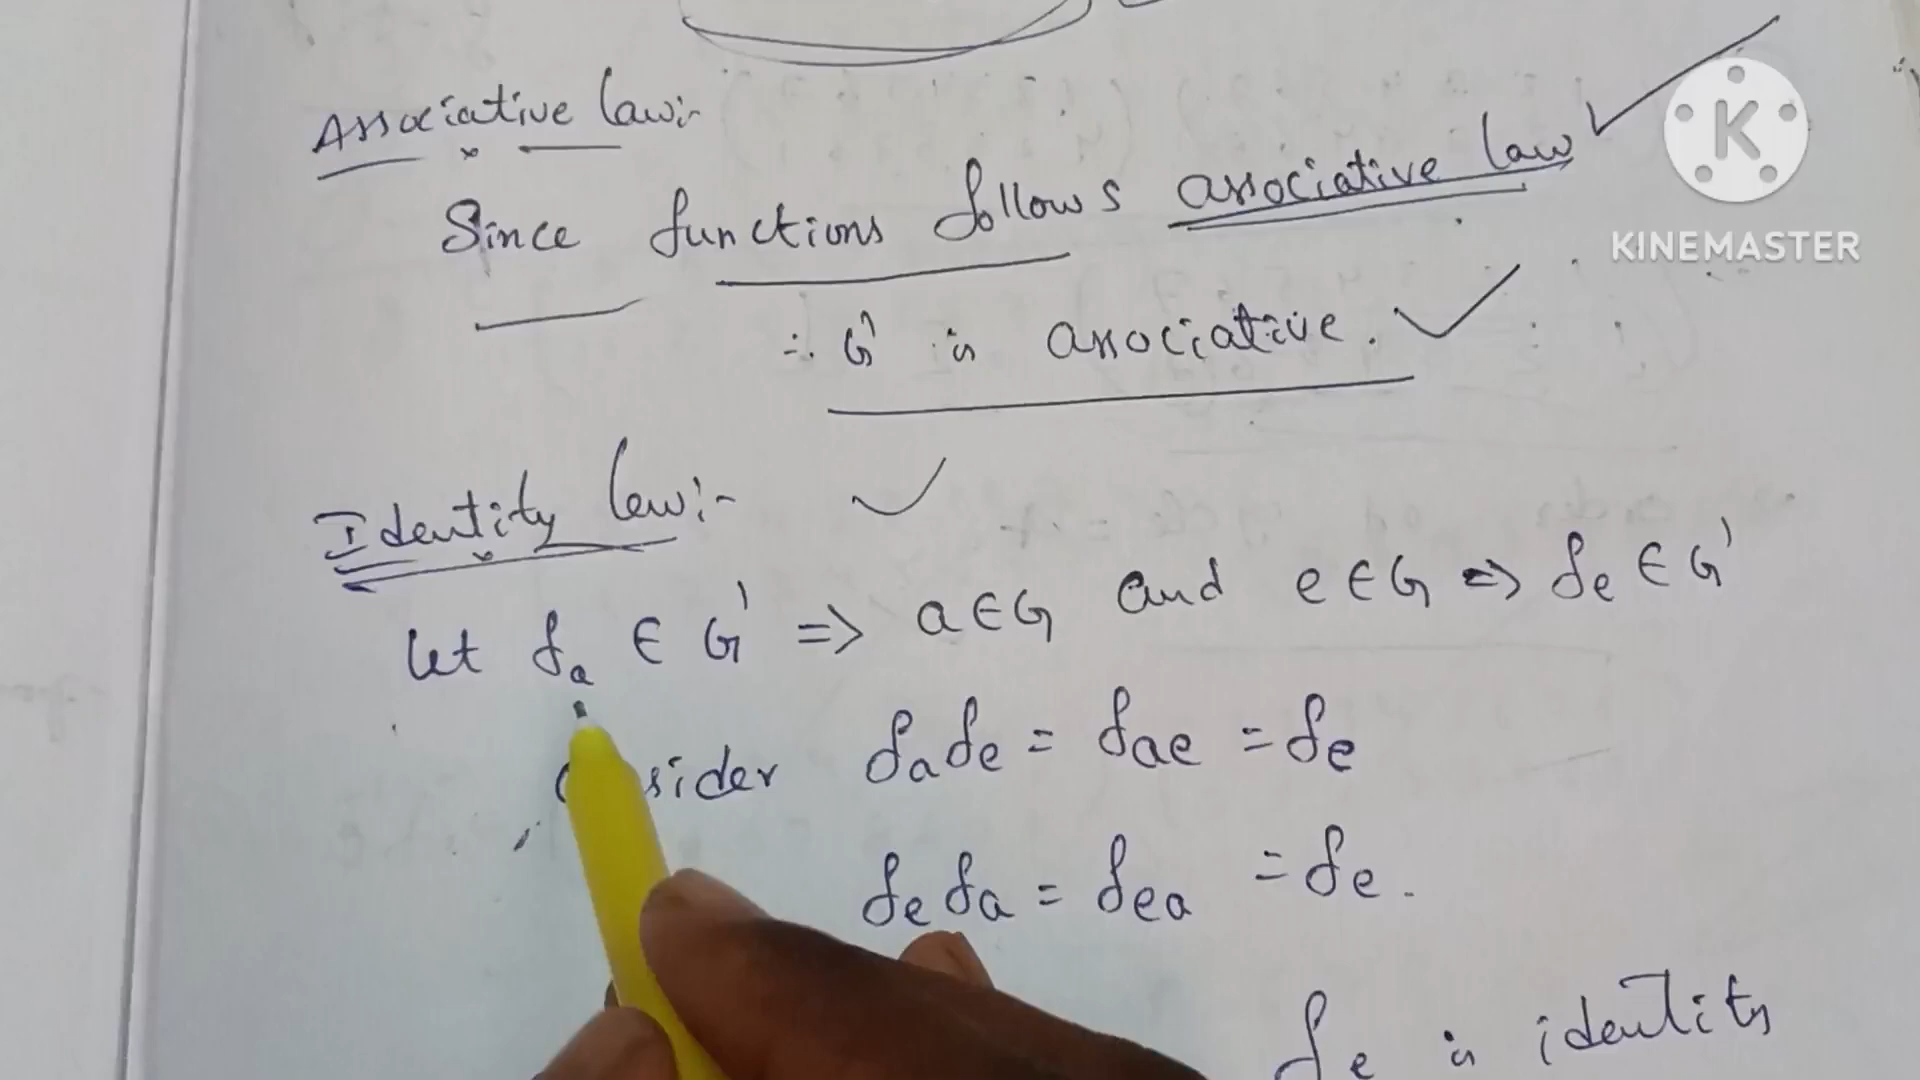 Associative law:-
Since functions follows associative law
∴ G' is associative.
Identity law:-
let fa ∈ G' => a∈G and e∈G => fe ∈ G'
fafe = fae = fe
fefa = fea = fe.
fe is identity
K
KINEMASTER